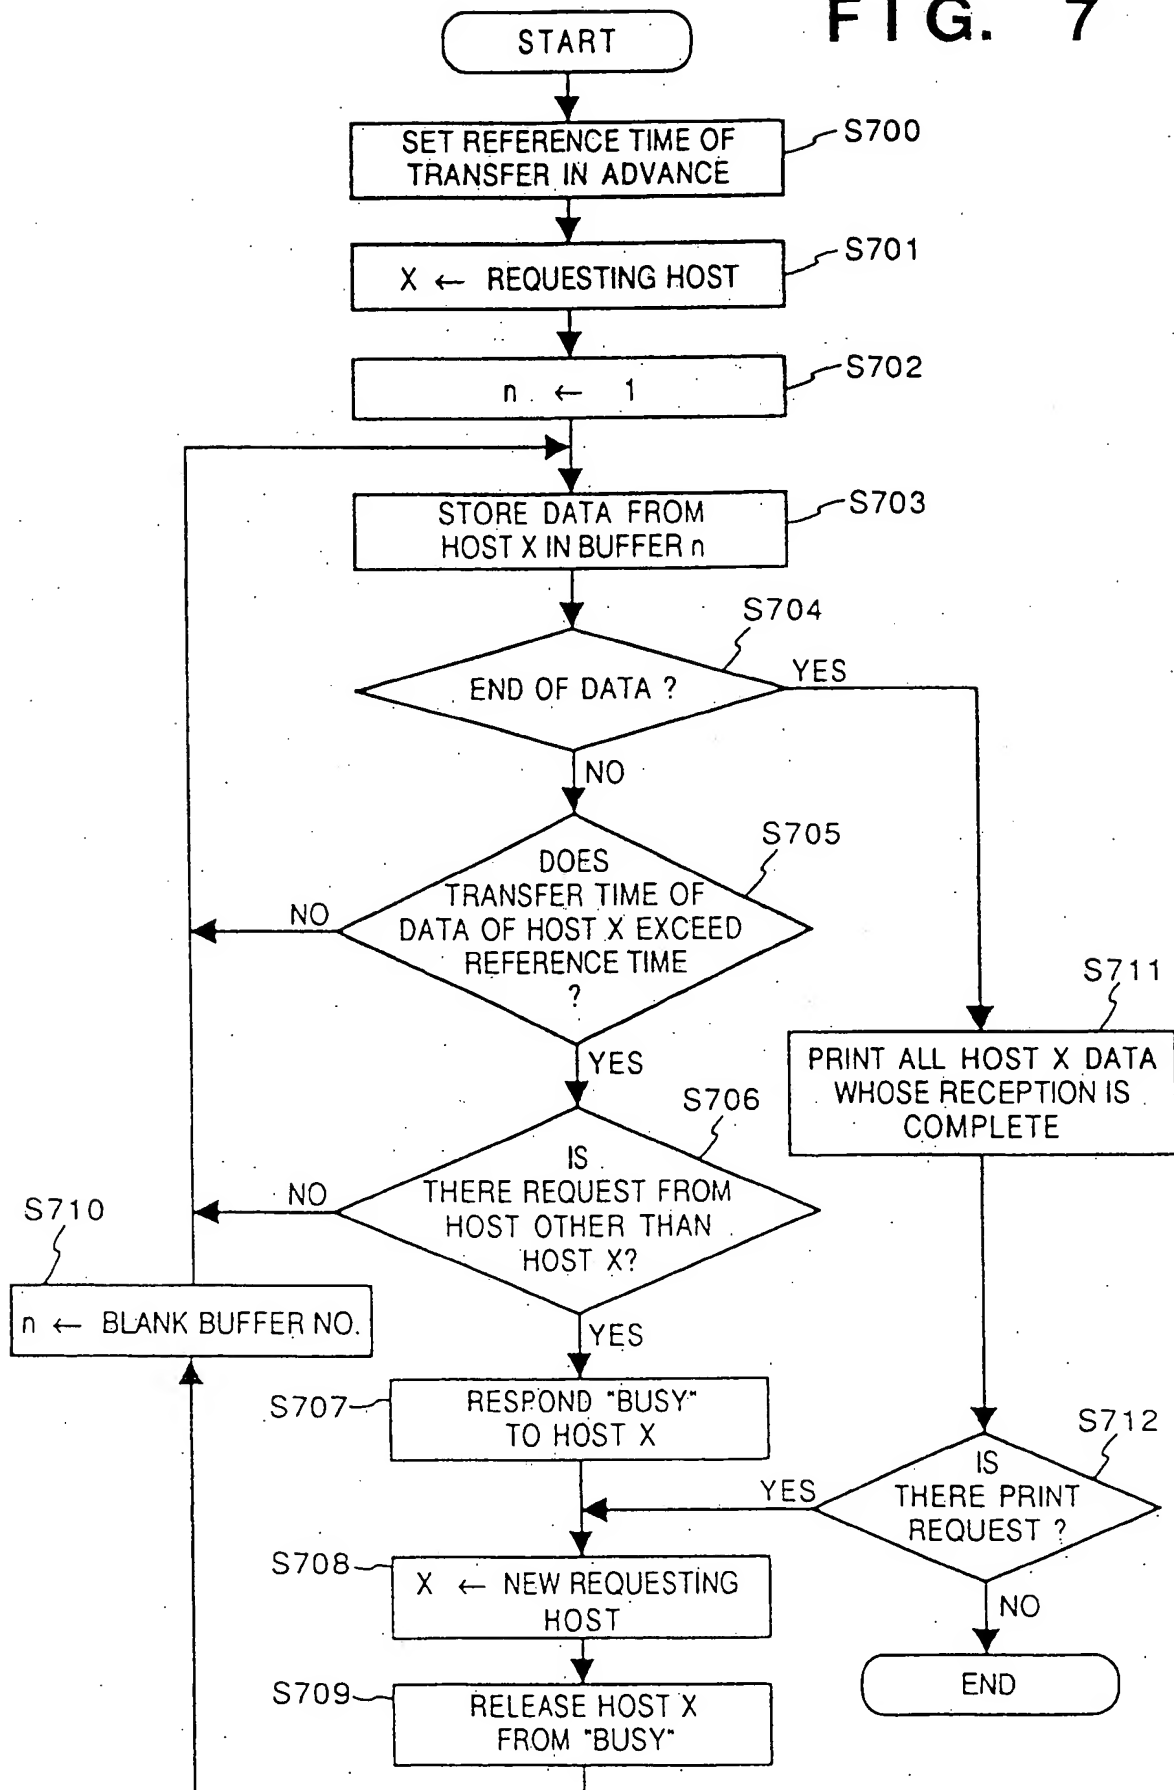 FIG. 7
START
SET REFERENCE TIME OF
TRANSFER IN ADVANCE
S700
X ← REQUESTING HOST
S701
n ← 1
S702
STORE DATA FROM
HOST X IN BUFFER n
S703
S704
END OF DATA ?
YES
NO
S705
DOES
TRANSFER TIME OF
DATA OF HOST X EXCEED
REFERENCE TIME
?
NO
YES
S711
PRINT ALL HOST X DATA
WHOSE RECEPTION IS
COMPLETE
S706
IS
THERE REQUEST FROM
HOST OTHER THAN
HOST X?
NO
YES
S710
n ← BLANK BUFFER NO.
S707
RESPOND "BUSY"
TO HOST X
S712
IS
THERE PRINT
REQUEST ?
YES
NO
S708
X ← NEW REQUESTING
HOST
S709
RELEASE HOST X
FROM "BUSY"
END